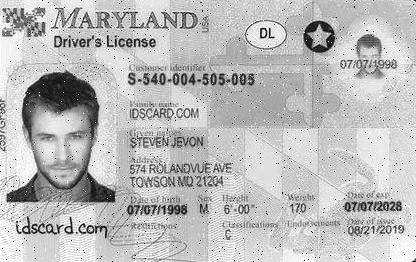 MARYLAND
USA
Driver's License
DL
Customer identifier
S-540-004-505-095
07/07/1998
Family name
IDSCARD.COM
Given names
STEVEN JEVON
Address
574 ROLANDVUE AVE
TOWSON MD 21204
Date of birth Sex Height Weight Date of exp
07/07/1998 M 6'-00" 170 07/07/2028
Restrictions Classifications Endorsements Date of issue
C 08/21/2019
idscard.com